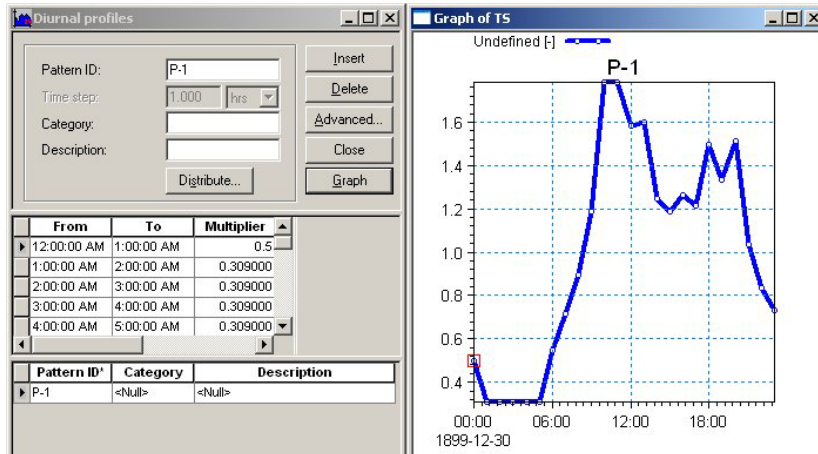 Diurnal profiles
Pattern ID: P-1
Time step: 1.000 hrs
Category:
Description:
Distribute...
Insert
Delete
Advanced...
Close
Graph
From To Multiplier
12:00:00 AM 1:00:00 AM 0.5
1:00:00 AM 2:00:00 AM 0.309000
2:00:00 AM 3:00:00 AM 0.309000
3:00:00 AM 4:00:00 AM 0.309000
4:00:00 AM 5:00:00 AM 0.309000
Pattern ID* Category Description
P-1 <Null> <Null>
Graph of TS
Undefined [-]
P-1
1.6
1.4
1.2
1.0
0.8
0.6
0.4
00:00 06:00 12:00 18:00
1899-12-30